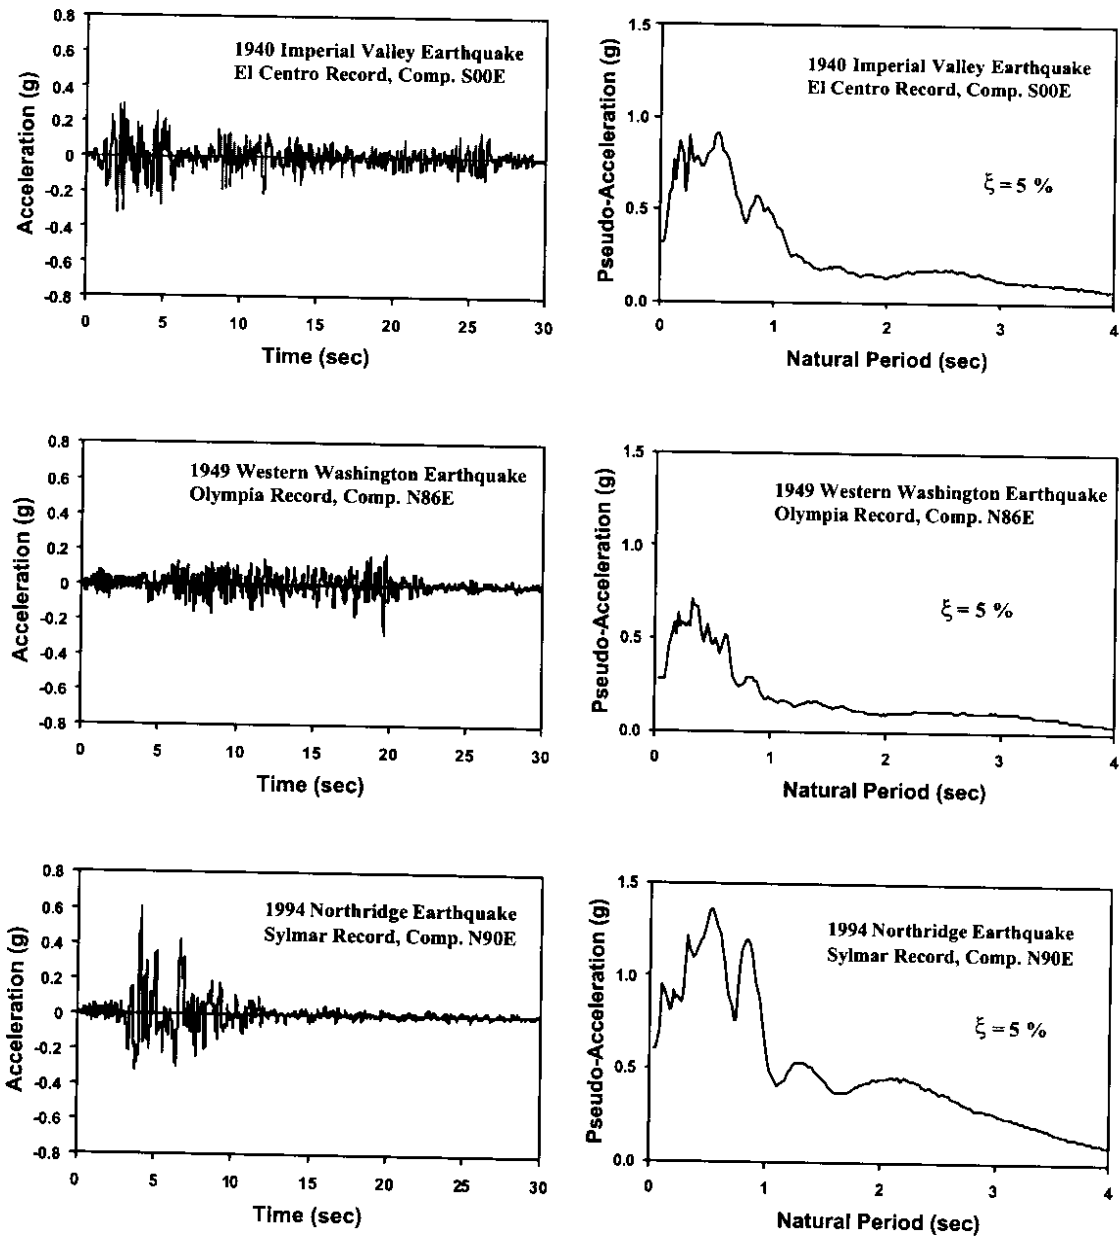 0.8
0.6
0.4
0.2
0
-0.2
-0.4
-0.6
-0.8
Acceleration (g)
1940 Imperial Valley Earthquake
El Centro Record, Comp. S00E
0 5 10 15 20 25 30
Time (sec)
1.5
1.0
0.5
0.0
Pseudo-Acceleration (g)
1940 Imperial Valley Earthquake
El Centro Record, Comp. S00E
ξ = 5 %
0 1 2 3 4
Natural Period (sec)
0.8
0.6
0.4
0.2
0
-0.2
-0.4
-0.6
-0.8
Acceleration (g)
1949 Western Washington Earthquake
Olympia Record, Comp. N86E
0 5 10 15 20 25 30
Time (sec)
1.5
1.0
0.5
0.0
Pseudo-Acceleration (g)
1949 Western Washington Earthquake
Olympia Record, Comp. N86E
ξ = 5 %
0 1 2 3 4
Natural Period (sec)
0.8
0.6
0.4
0.2
0
-0.2
-0.4
-0.6
-0.8
Acceleration (g)
1994 Northridge Earthquake
Sylmar Record, Comp. N90E
0 5 10 15 20 25 30
Time (sec)
1.5
1.0
0.5
0.0
Pseudo-Acceleration (g)
1994 Northridge Earthquake
Sylmar Record, Comp. N90E
ξ = 5 %
0 1 2 3 4
Natural Period (sec)